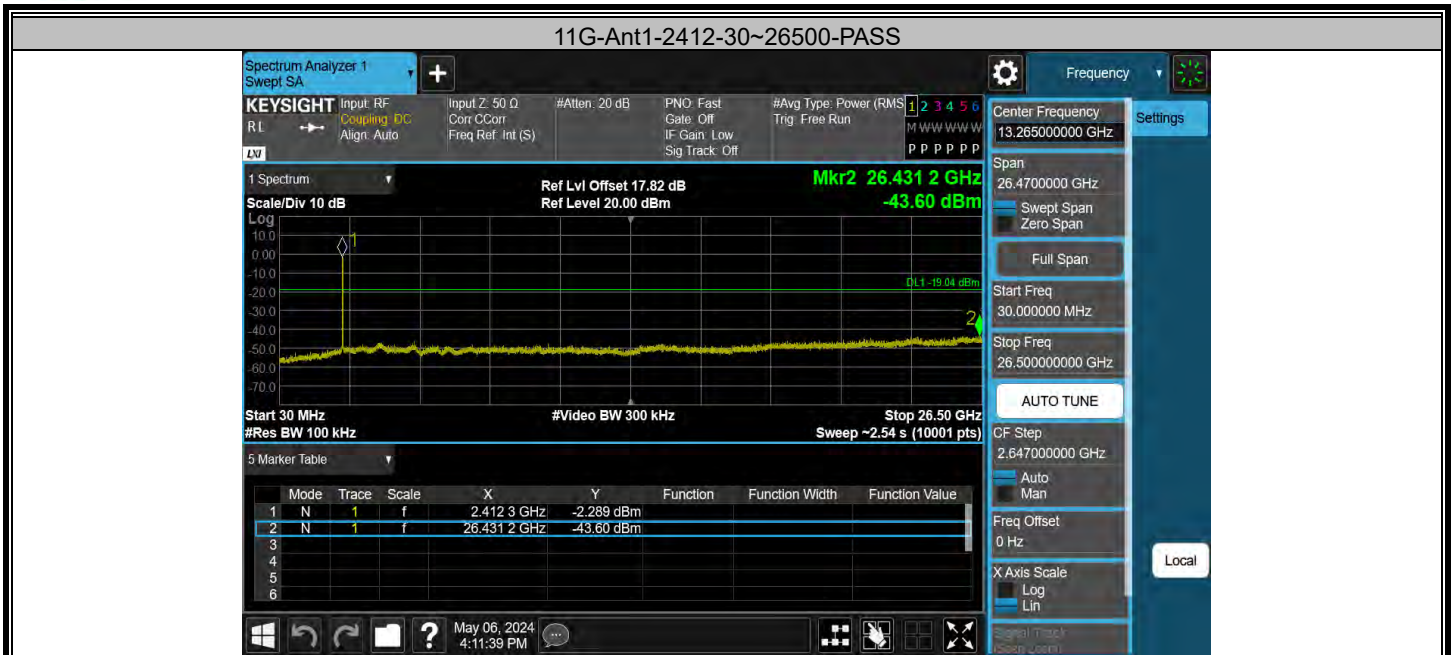 11G-Ant1-2412-30~26500-PASS
Spectrum Analyzer 1
Swept SA
+
Frequency
KEYSIGHT
RL
LXI
Input: RF
Coupling: DC
Align: Auto
Input Z: 50 Ω
Corr CCorr
Freq Ref: Int (S)
#Atten: 20 dB
PNO: Fast
Gate: Off
IF Gain: Low
Sig Track: Off
#Avg Type: Power (RMS
Trig: Free Run
1 2 3 4 5 6
M W W W W W
P P P P P P
Center Frequency
13.265000000 GHz
Settings
1 Spectrum
Scale/Div 10 dB
Ref Lvl Offset 17.82 dB
Ref Level 20.00 dBm
Mkr2 26.431 2 GHz
-43.60 dBm
Log
10.0
0.00
-10.0
-20.0
-30.0
-40.0
-50.0
-60.0
-70.0
1
DL1 -19.04 dBm
2
Start 30 MHz
#Res BW 100 kHz
#Video BW 300 kHz
Stop 26.50 GHz
Sweep ~2.54 s (10001 pts)
Span
26.4700000 GHz
Swept Span
Zero Span
Full Span
Start Freq
30.000000 MHz
Stop Freq
26.500000000 GHz
AUTO TUNE
CF Step
2.647000000 GHz
Auto
Man
Freq Offset
0 Hz
X Axis Scale
Log
Lin
Signal Track
(Span Zoom)
Local
5 Marker Table
Mode Trace Scale X Y Function Function Width Function Value
1 N 1 f 2.412 3 GHz -2.289 dBm
2 N 1 f 26.431 2 GHz -43.60 dBm
3
4
5
6
?
May 06, 2024
4:11:39 PM